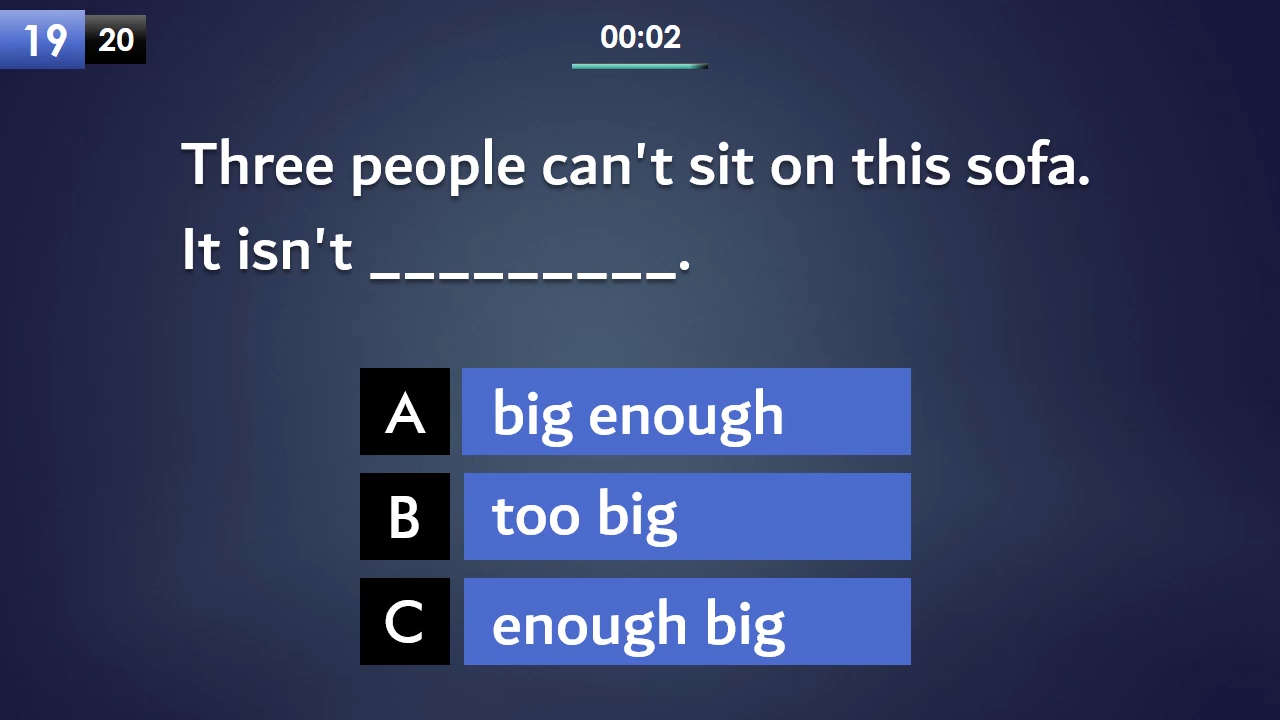 19 20
00:02
Three people can't sit on this sofa.
It isn't _________.
A big enough
B too big
C enough big